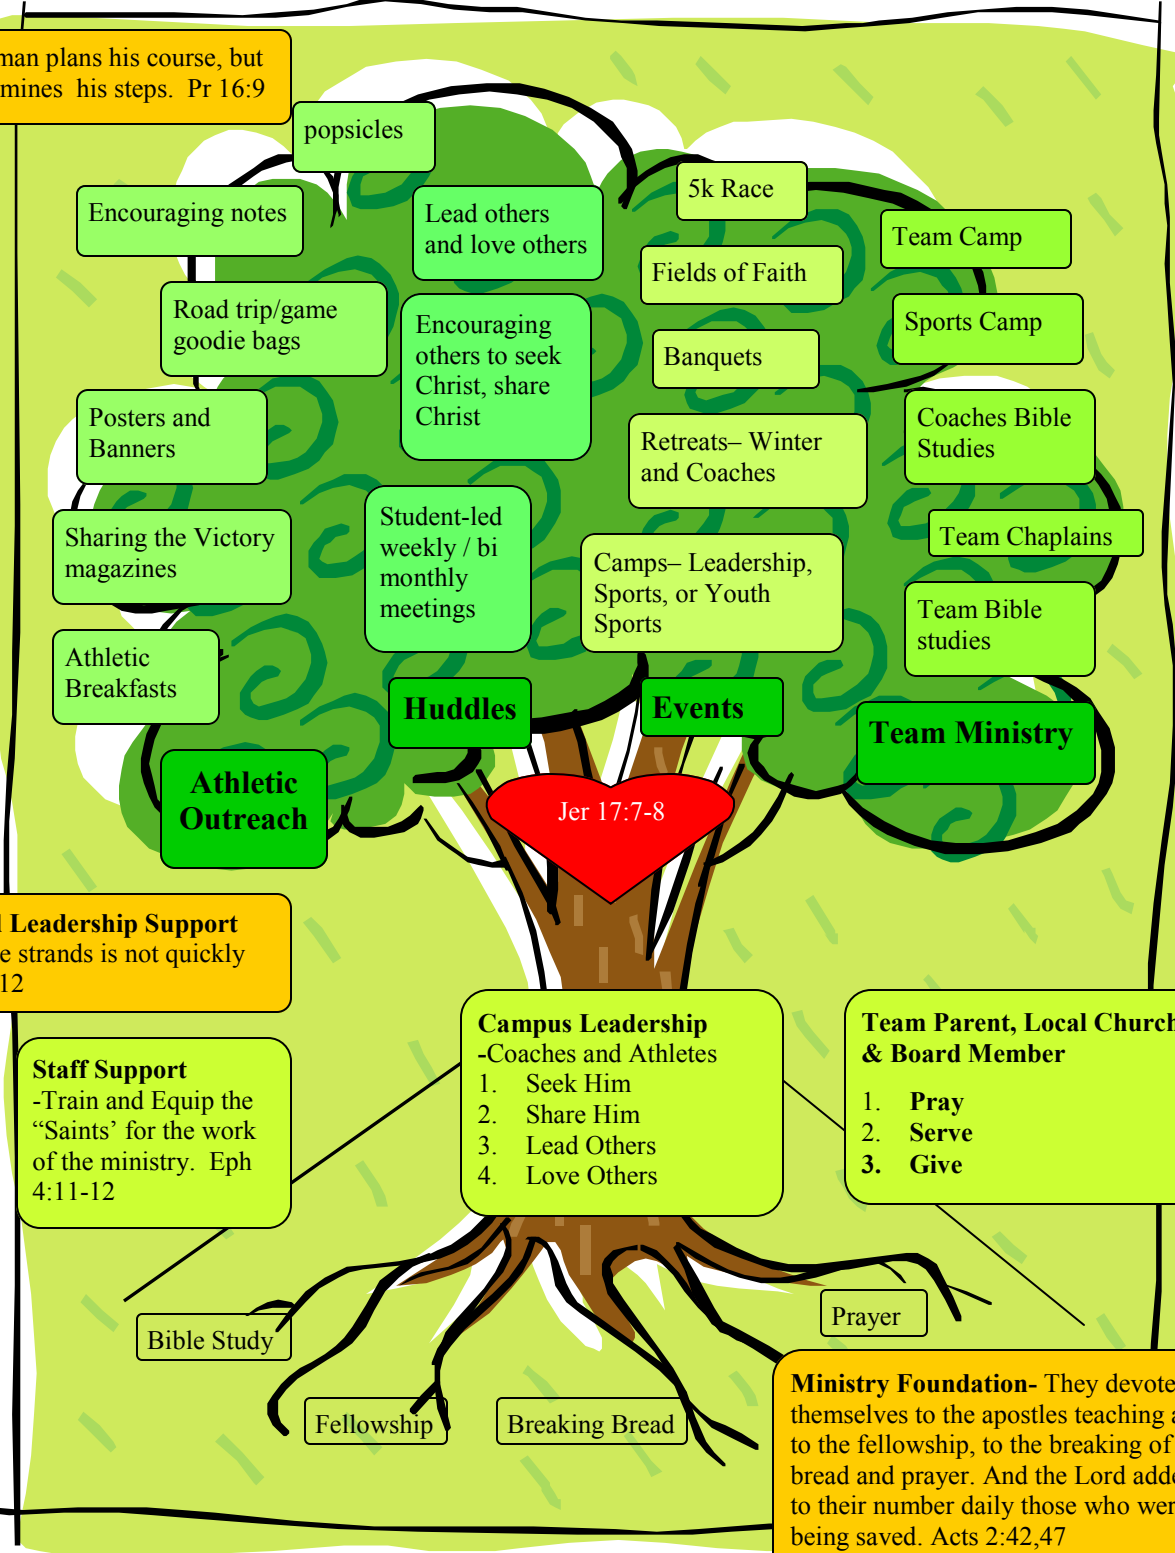 man plans his course, but
mines his steps. Pr 16:9
popsicles
Encouraging notes
Road trip/game
goodie bags
Posters and
Banners
Sharing the Victory
magazines
Athletic
Breakfasts
Athletic
Outreach
Lead others
and love others
Encouraging
others to seek
Christ, share
Christ
Student-led
weekly / bi
monthly
meetings
Huddles
5k Race
Fields of Faith
Banquets
Retreats– Winter
and Coaches
Camps– Leadership,
Sports, or Youth
Sports
Events
Team Camp
Sports Camp
Coaches Bible
Studies
Team Chaplains
Team Bible
studies
Team Ministry
Jer 17:7-8
Leadership Support
e strands is not quickly
12
Staff Support
-Train and Equip the
“Saints’ for the work
of the ministry. Eph
4:11-12
Campus Leadership
-Coaches and Athletes
1. Seek Him
2. Share Him
3. Lead Others
4. Love Others
Team Parent, Local Church
& Board Member
1. Pray
2. Serve
3. Give
Bible Study
Fellowship
Breaking Bread
Prayer
Ministry Foundation- They devote
themselves to the apostles teaching a
to the fellowship, to the breaking of
bread and prayer. And the Lord adde
to their number daily those who wer
being saved. Acts 2:42,47